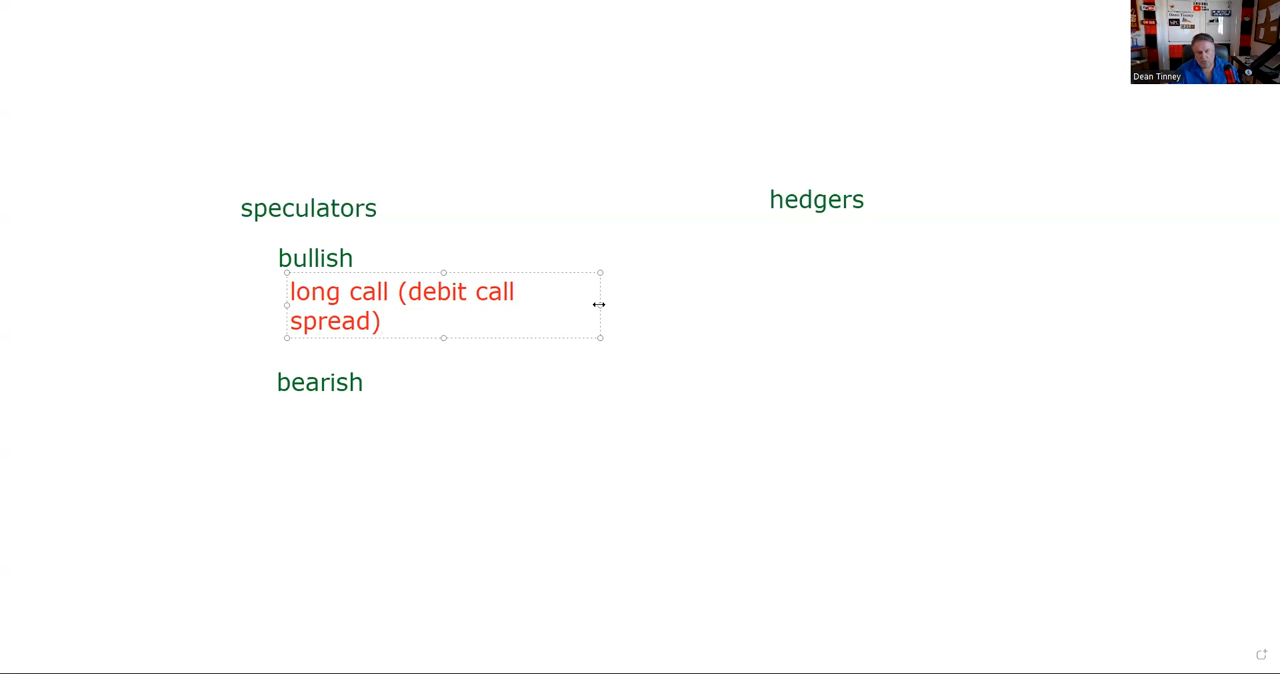 speculators
hedgers
bullish
long call (debit call
spread)
bearish
Dean Tinney